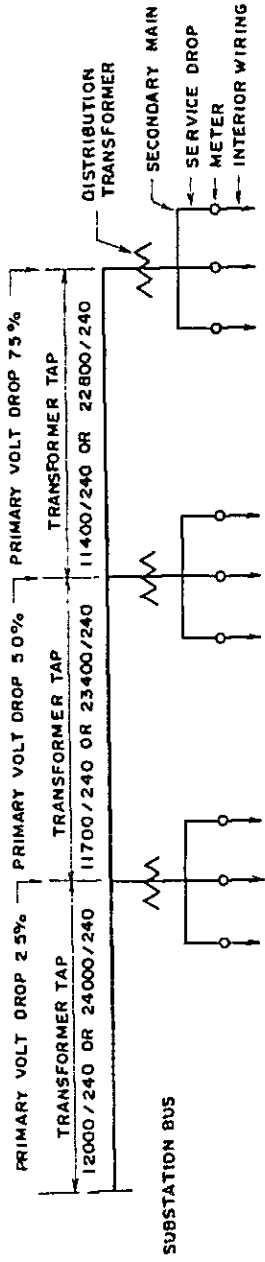 PRIMARY VOLT DROP 2 5%
PRIMARY VOLT DROP 5 0%
PRIMARY VOLT DROP 7 5%
TRANSFORMER TAP
TRANSFORMER TAP
TRANSFORMER TAP
12000/240 OR 24000/240
11700/240 OR 23400/240
11400/240 OR 22800/240
DISTRIBUTION
TRANSFORMER
SECONDARY MAIN
SERVICE DROP
METER
INTERIOR WIRING
SUBSTATION BUS